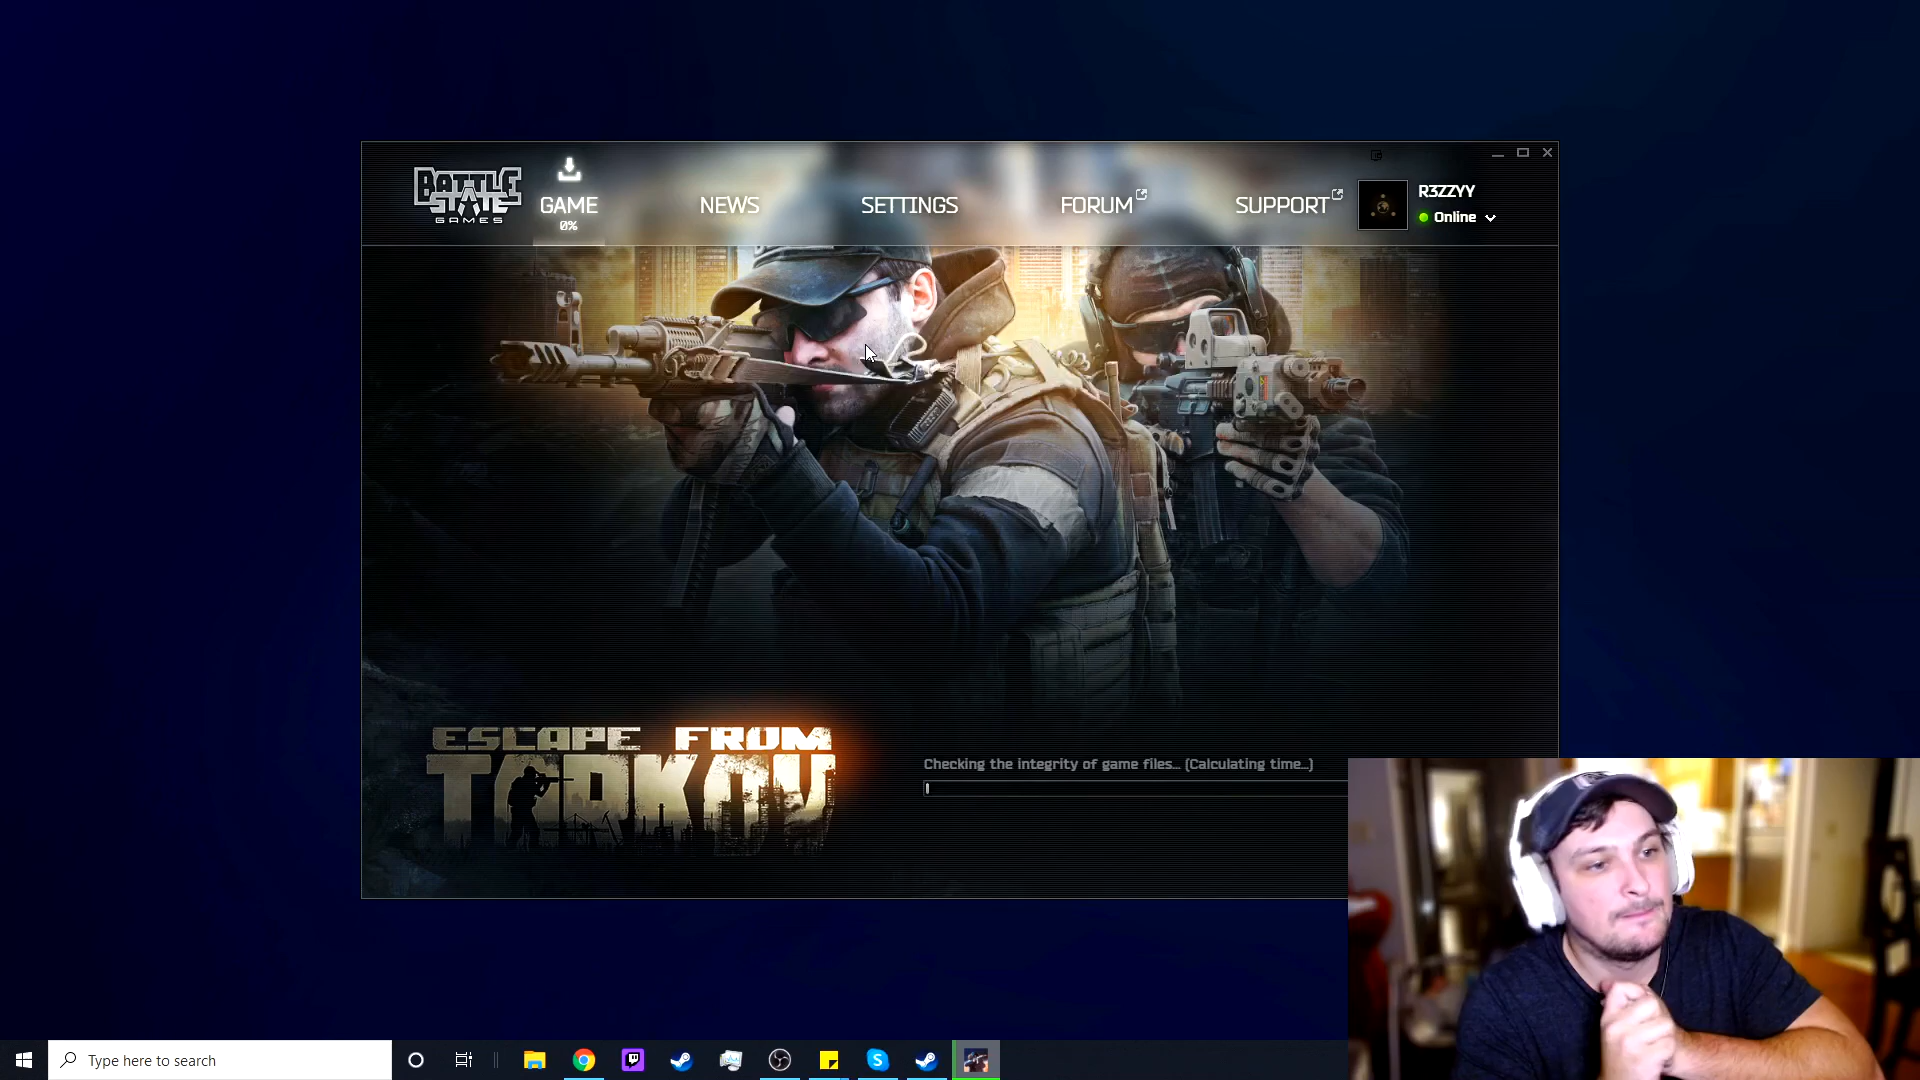 BATTLE
STATE
GAMES
GAME
0%
NEWS
SETTINGS
FORUM
SUPPORT
R3ZZYY
Online
ESCAPE FROM
TARKOV
Checking the integrity of game files... (Calculating time...)
Type here to search